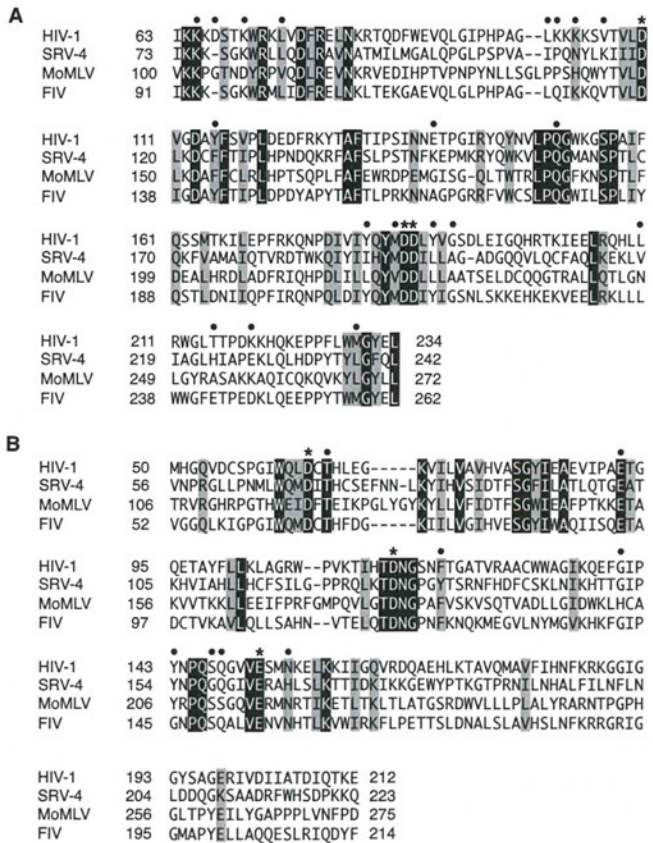 A
HIV-1 63 IKKKDSTKWRKLVDFRELNKRTQDFWEVQLGIPHPAG--LKKKKSVTVLD
SRV-4 73 IKKK-SGKWRLLQDLRAVNATMILMGALQPGLPSPVA--IPQNYLKIIID
MoMLV 100 VKKPGTNDYRPVQDLREVNKRVEDIHPTVPNPYNLLSGLPPSHQWYTVLD
FIV 91 IKKK-SGKWRMLIDFRELNKLTEKGAEVQLGLPHPAG--LQIKKQVTVLD
HIV-1 111 VGDAYFSVPLDEDFRKYTAFTIPSINNETPGIRYQYNVLPQGWKGSPAIF
SRV-4 120 LKDCFFTIPLHPNDQKRFAFSLPSTNFKEPMKRYQWKVLPQGMANSPTLC
MoMLV 150 LKDAFFCLRLHPTSQPLFAFEWRDPEMGISG-QLTWTRLPQGFKNSPTLF
FIV 138 IGDAYFTIPLDPDYAPYTAFTLPRKNNAGPGRRFVWCSLPQGWILSPLIY
HIV-1 161 QSSMTKILEPFRKQNPDIVIYQYMDDLYVGSDLEIGQHRTKIEELRQHLL
SRV-4 170 QKFVAMAIQTVRDTWKQIYIIHYMDDILLAG-ADGQQVLQCFAQLKEKLV
MoMLV 199 DEALHRDLADFRIQHPDLILLQYVDDLLLAATSELDCQQGTRALLQTLGN
FIV 188 QSTLDNIIQPFIRQNPQLDIYQYMDDIYIGSNLSKKEHKEKVEELRKLLL
HIV-1 211 RWGLTTPDKKHQKEPPFLWMGYEL 234
SRV-4 219 IAGLHIAPEKLQHDPYTYLGFQL 242
MoMLV 249 LGYRASAKKAQICQKQVKYLGYLL 272
FIV 238 WWGFETPEDKLQEEPPYTWMGYEL 262
B
HIV-1 50 MHGQVDCSPGIWQLDCTHLEG-----KVILVAVHVASGYIEAEVIPAETG
SRV-4 56 VNPRGLLPNMLWQMDITHCSEFNN-LKYIHVSIDTFSGFILATLQTGEAT
MoMLV 106 TRVRGHRPGTHWEIDFTEIKPGLYGYKYLLVFIDTFSGWIEAFPTKKETA
FIV 52 VGGQLKIGPGIWQMDCTHFDG-----KIILVGIHVESGYIWAQIISQETA
HIV-1 95 QETAYFLLKLAGRW--PVKTIHTDNGSNFTGATVRAACWWAGIKQEFGIP
SRV-4 105 KHVIAHLLHCFSILG-PPRQLKTDNGPGYTSRNFHDFCSKLNIKHTTGIP
MoMLV 156 KVVTKKLLEEIFPRFGMPQVLGTDNGPAFVSKVSQTVADLLGIDWKLHCA
FIV 97 DCTVKAVLQLLSAHN--VTELQTDNGPNFKNQKMEGVLNYMGVKHKFGIP
HIV-1 143 YNPQSQGVVESMNKELKKIIGQVRDQAEHLKTAVQMAVFIHNFKRKGGIG
SRV-4 154 YNPQGQGIVERAHLSLKTTIDKIKKGEWYPTKGTPRNILNHALFILNFLN
MoMLV 206 YRPQSSGQVERMNRTIKETLTKLTLATGSRDWVLLLPLALYRARNTPGPH
FIV 145 GNPQSQALVENVNHTLKVWIRKFLPETTSLDNALSLAVHSLNFKRRGRIG
HIV-1 193 GYSAGERIVDIIATDIQTKE 212
SRV-4 204 LDDQGKSAADRFWHSDPKKQ 223
MoMLV 256 GLTPYEILYGAPPPLVNFPD 275
FIV 195 GMAPYELLAQQESLRIQDYF 214